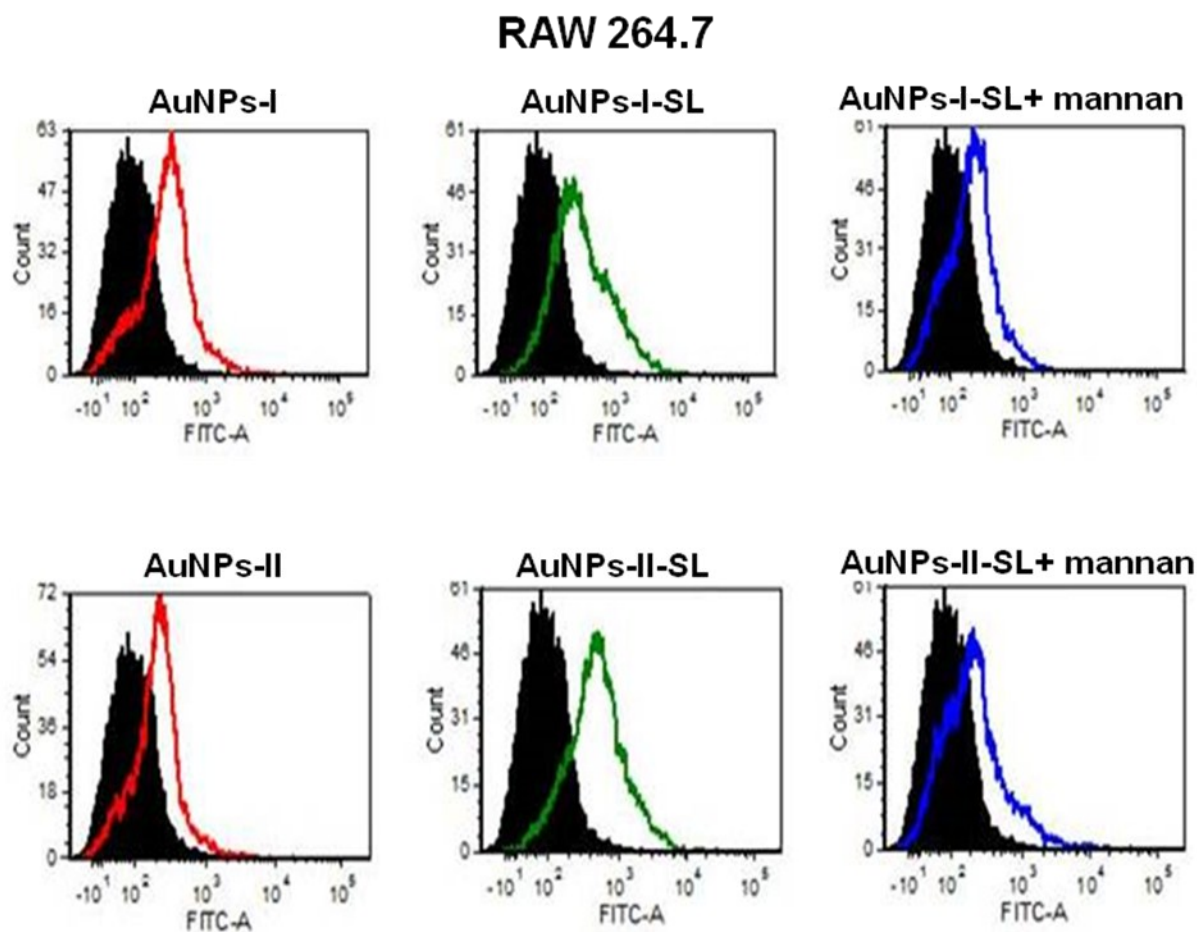 RAW 264.7
AuNPs-I
63
47
32
16
0
Count
-10¹ 10² 10³ 10⁴ 10⁵
FITC-A
AuNPs-I-SL
61
46
31
15
0
Count
-10¹ 10² 10³ 10⁴ 10⁵
FITC-A
AuNPs-I-SL+ mannan
61
46
31
15
0
Count
-10¹ 10² 10³ 10⁴ 10⁵
FITC-A
AuNPs-II
72
54
36
18
0
Count
-10¹ 10² 10³ 10⁴ 10⁵
FITC-A
AuNPs-II-SL
61
46
31
15
0
Count
-10¹ 10² 10³ 10⁴ 10⁵
FITC-A
AuNPs-II-SL+ mannan
61
46
31
15
0
Count
-10¹ 10² 10³ 10⁴ 10⁵
FITC-A